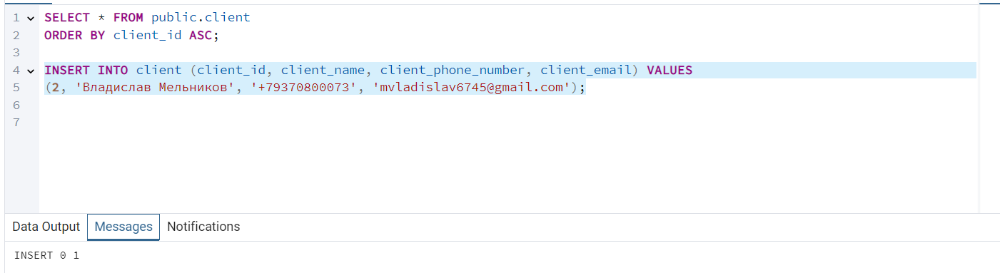 1 SELECT * FROM public.client
2 ORDER BY client_id ASC;
3
4 INSERT INTO client (client_id, client_name, client_phone_number, client_email) VALUES
5 (2, 'Владислав Мельников', '+79370800073', 'mvladislav6745@gmail.com');
6
7
Data Output Messages Notifications
INSERT 0 1